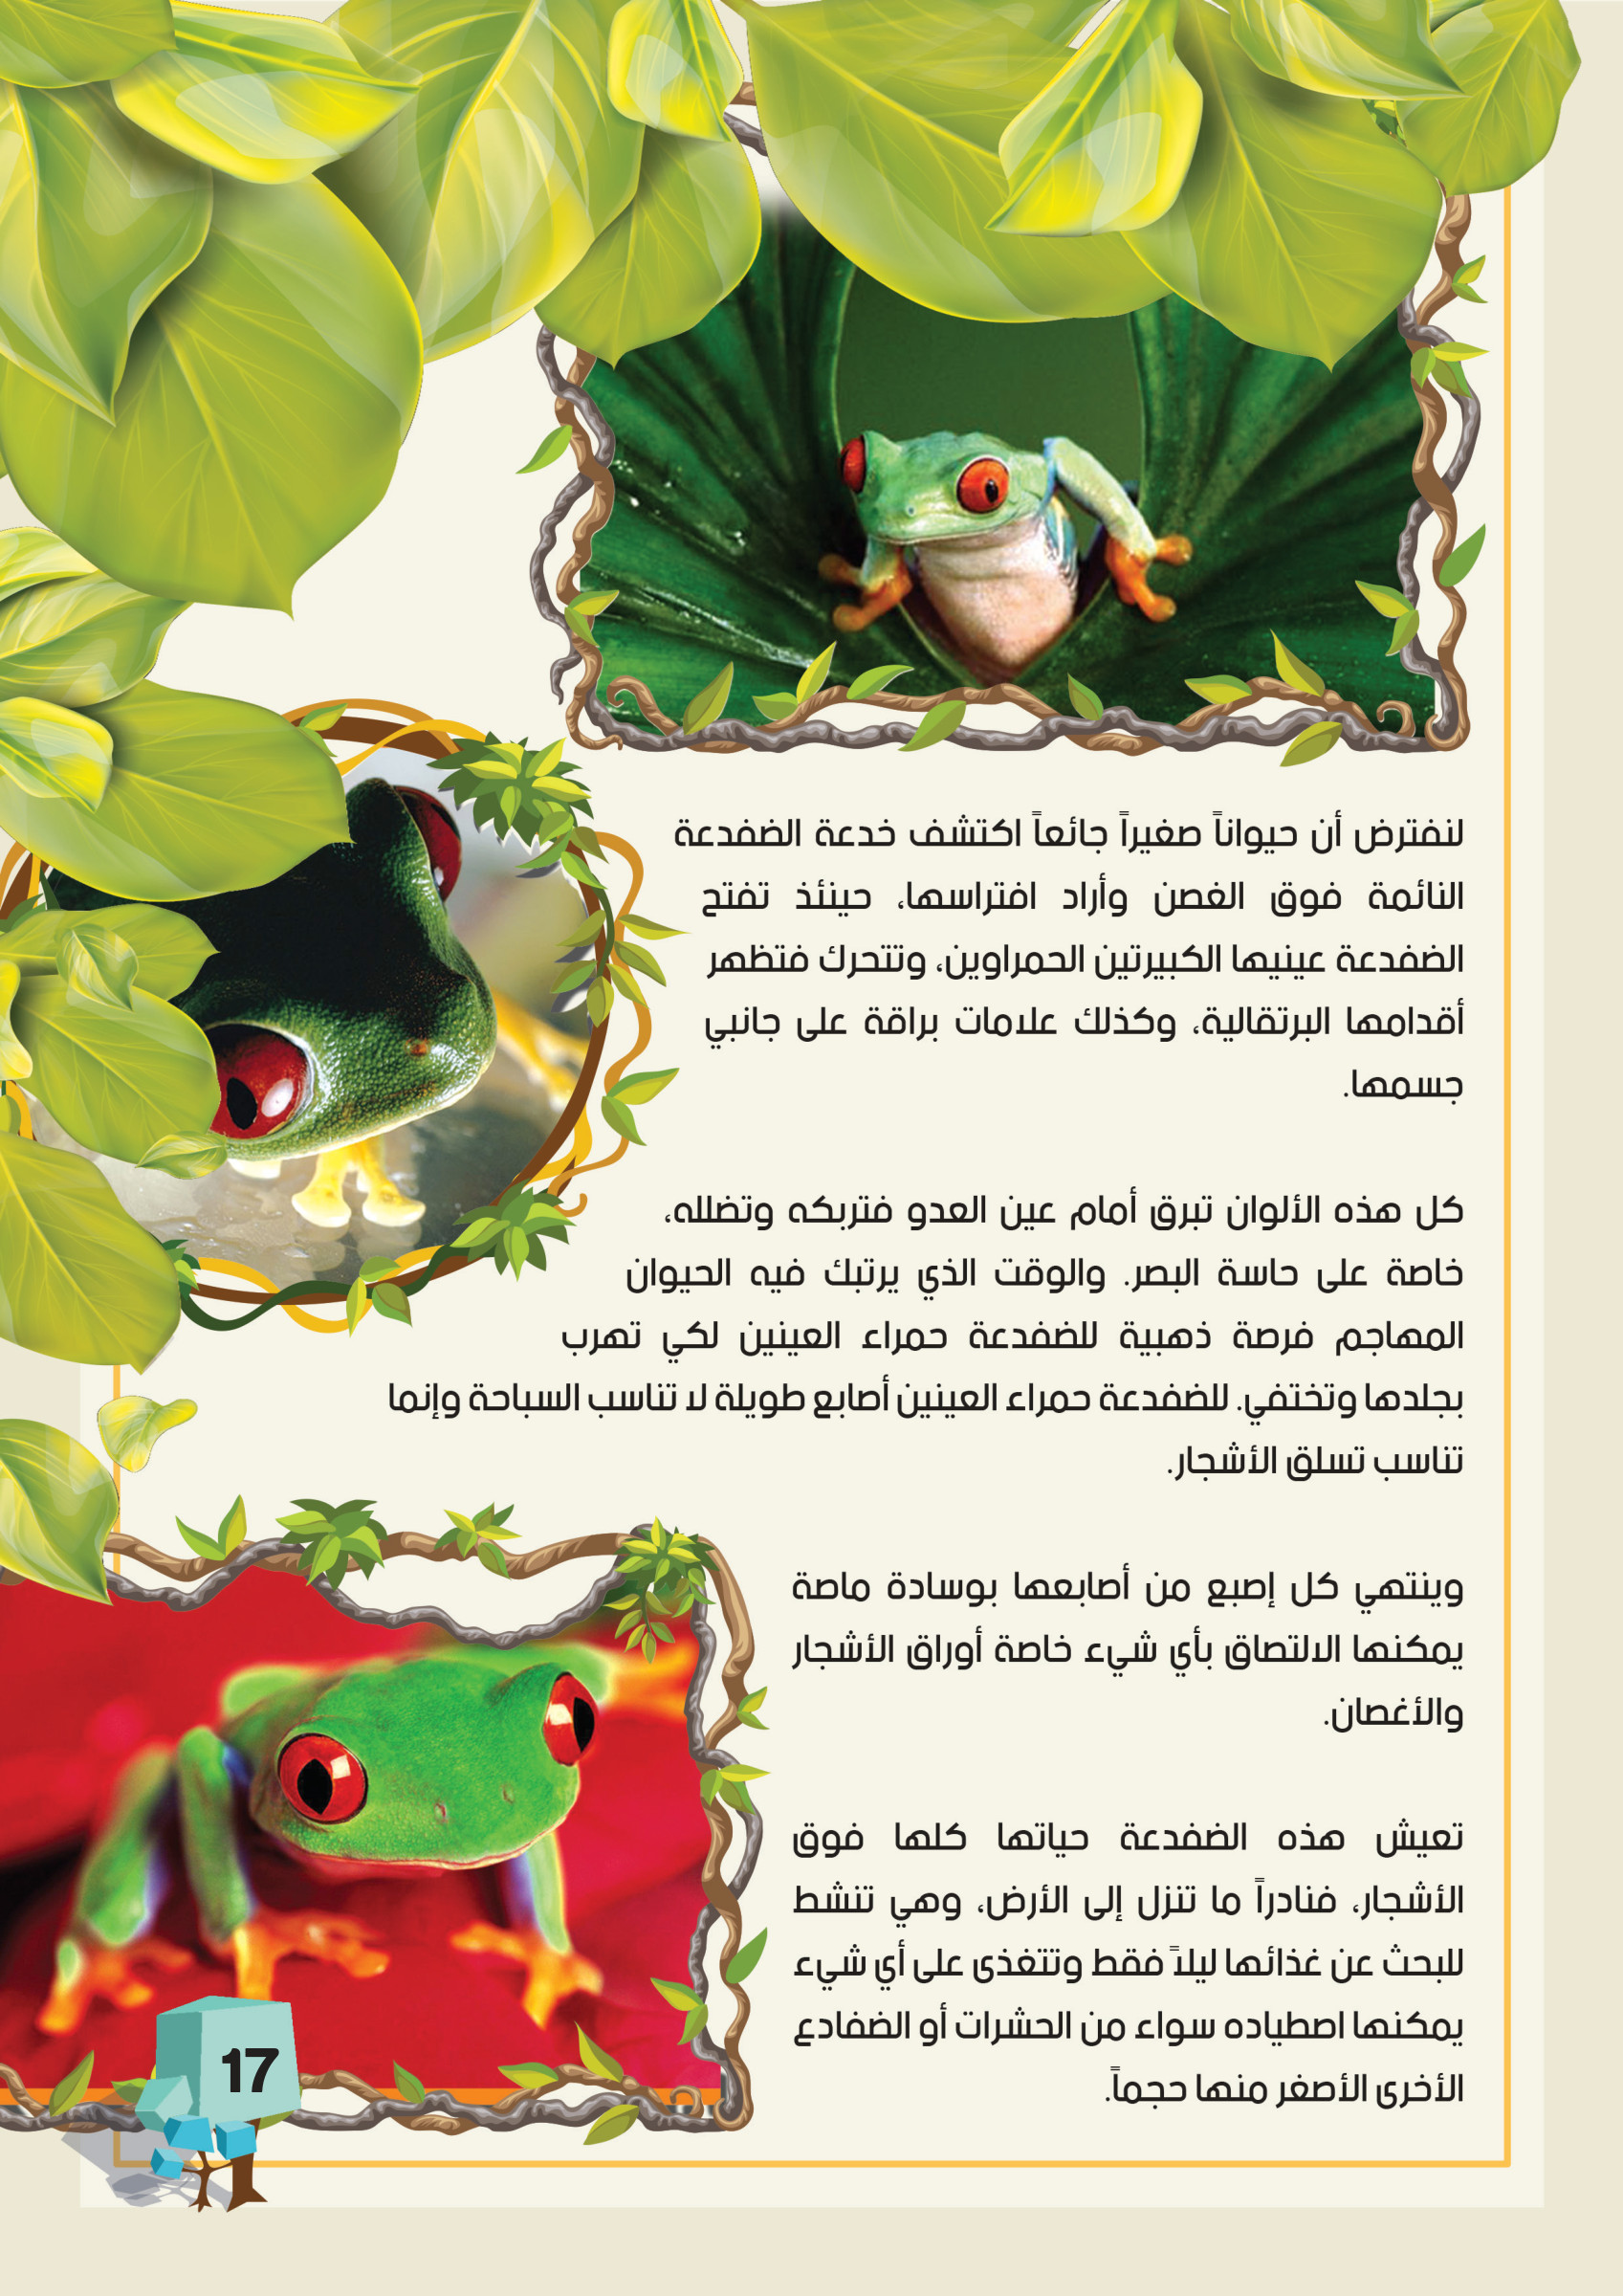 لنفترض أن حيواناً صغيراً جائعاً اكتشف خدعة الضفدعة
النائمة فوق الغصن وأراد افتراسها، حينئذ تفتح
الضفدعة عينيها الكبيرتين الحمراوين، وتتحرك فتظهر
أقدامها البرتقالية، وكذلك علامات براقة على جانبي
جسمها.
كل هذه الألوان تبرق أمام عين العدو فتربكه وتضلله،
خاصة على حاسة البصر. والوقت الذي يرتبك فيه الحيوان
المهاجم فرصة ذهبية للضفدعة حمراء العينين لكي تهرب
بجلدها وتختفي. للضفدعة حمراء العينين أصابع طويلة لا تناسب السباحة وإنما
تناسب تسلق الأشجار.
وينتهي كل إصبع من أصابعها بوسادة ماصة
يمكنها الالتصاق بأي شيء خاصة أوراق الأشجار
والأغصان.
تعيش هذه الضفدعة حياتها كلها فوق
الأشجار، فنادراً ما تنزل إلى الأرض، وهي تنشط
للبحث عن غذائها ليلاً فقط وتتغذى على أي شيء
يمكنها اصطياده سواء من الحشرات أو الضفادع
الأخرى الأصغر منها حجماً.
17